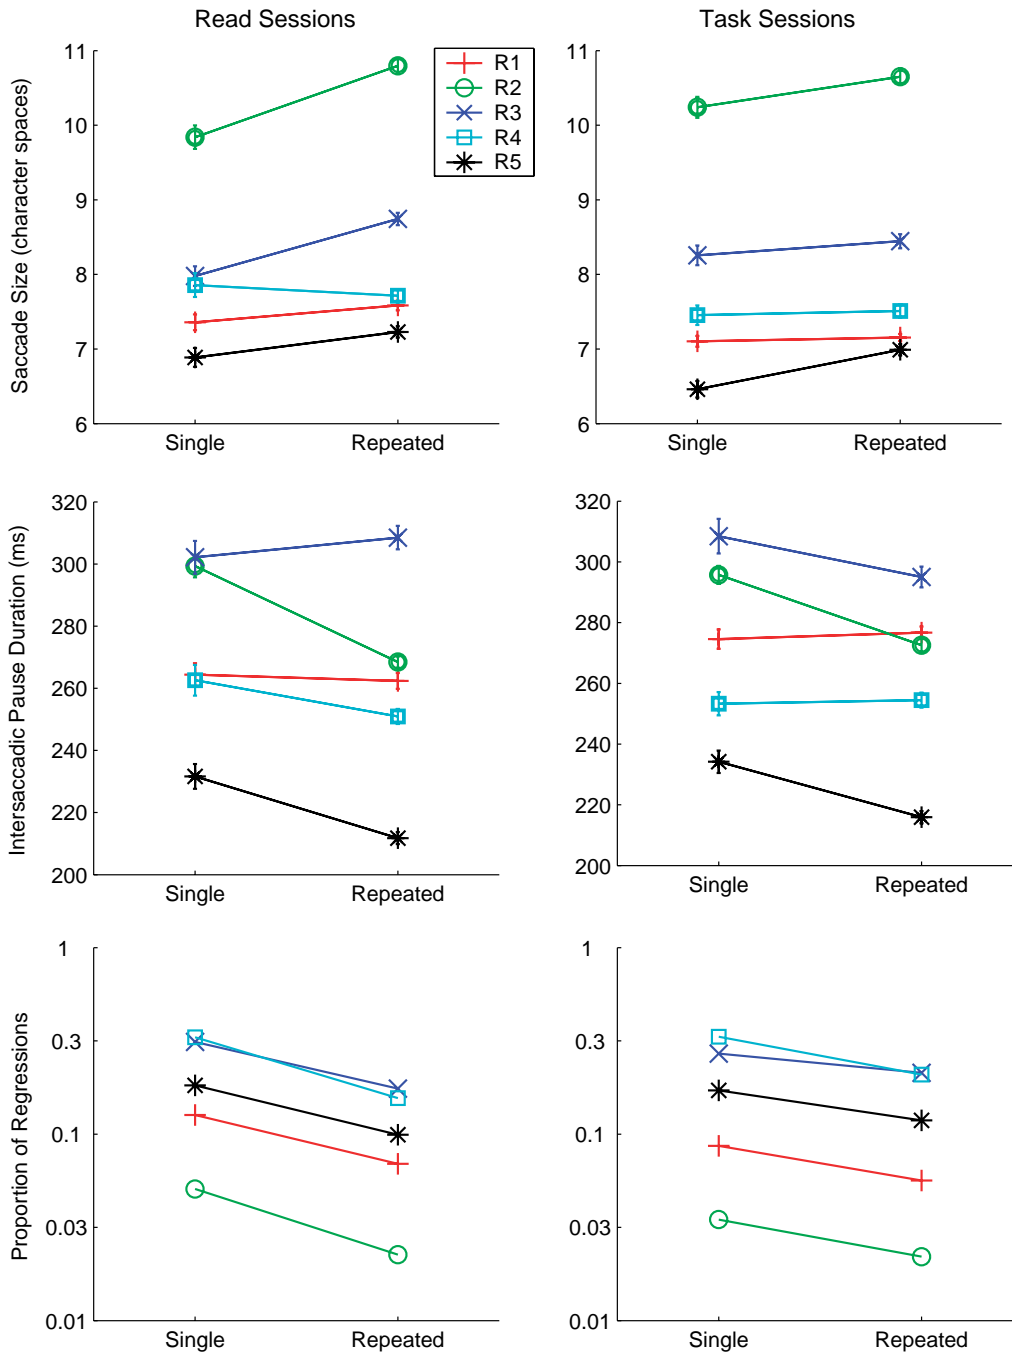 Read Sessions
Task Sessions
Saccade Size (character spaces)
11
10
9
8
7
6
Single
Repeated
R1
R2
R3
R4
R5
11
10
9
8
7
6
Single
Repeated
Intersaccadic Pause Duration (ms)
320
300
280
260
240
220
200
Single
Repeated
320
300
280
260
240
220
200
Single
Repeated
Proportion of Regressions
1
0.3
0.1
0.03
0.01
Single
Repeated
1
0.3
0.1
0.03
0.01
Single
Repeated